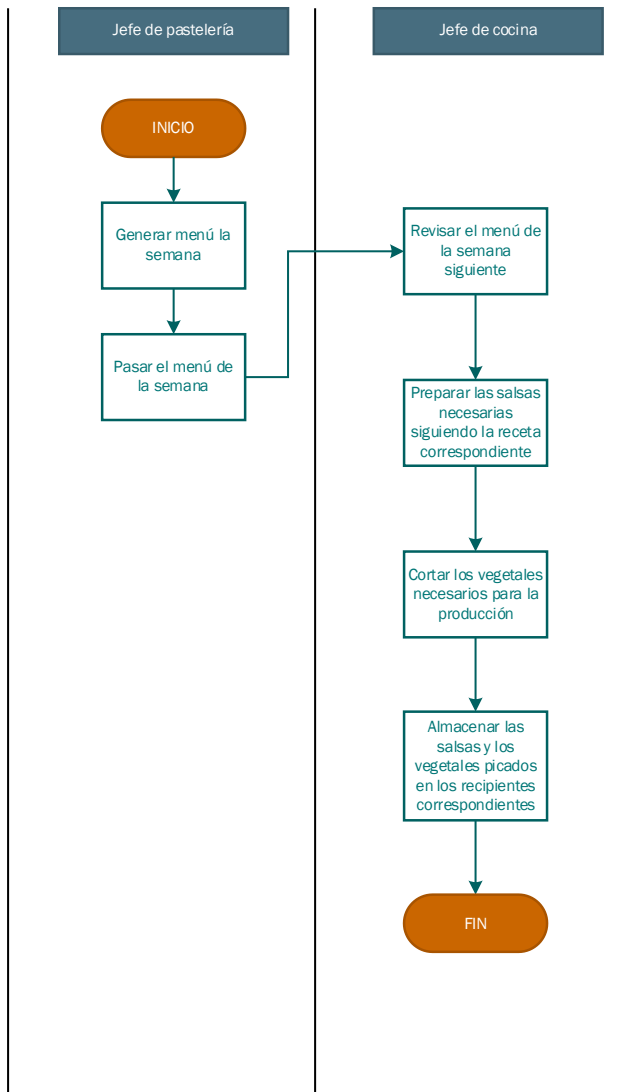 Jefe de pastelería
Jefe de cocina
INICIO
Generar menú la
semana
Pasar el menú de
la semana
Revisar el menú de
la semana
siguiente
Preparar las salsas
necesarias
siguiendo la receta
correspondiente
Cortar los vegetales
necesarios para la
producción
Almacenar las
salsas y los
vegetales picados
en los recipientes
correspondientes
FIN